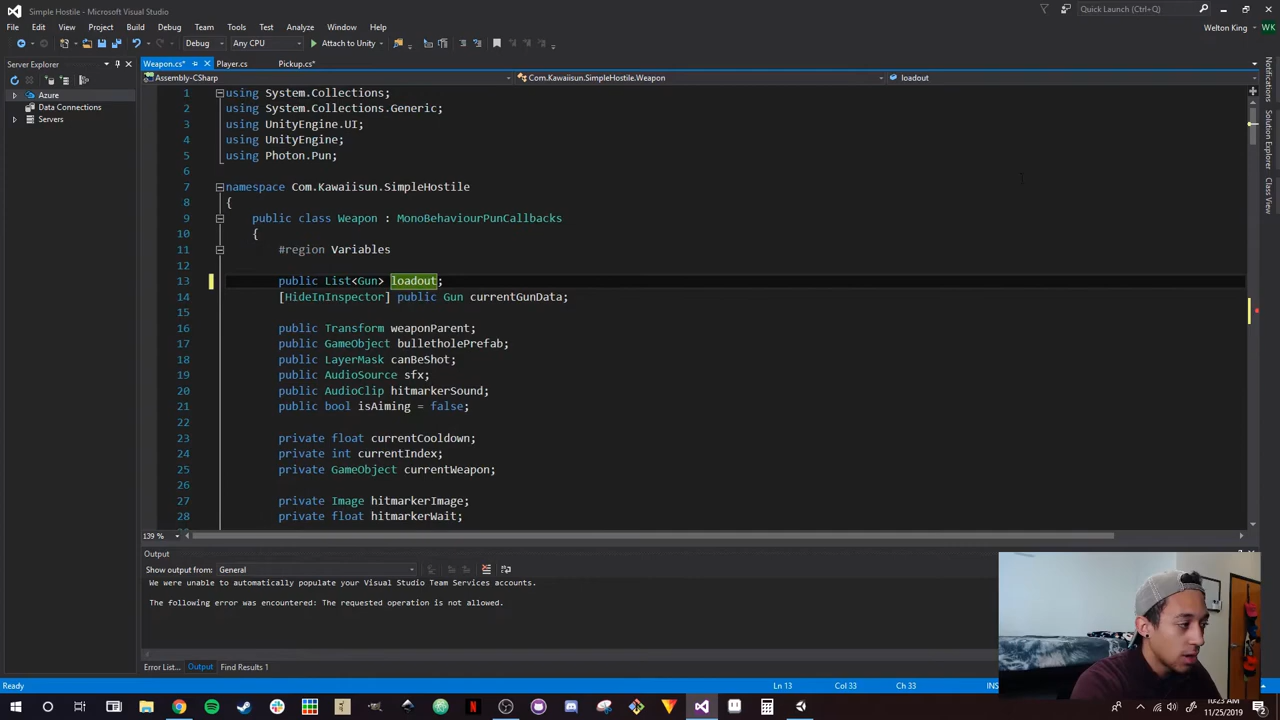 Simple Hostile - Microsoft Visual Studio
Quick Launch (Ctrl+Q)
File Edit View Project Build Debug Team Tools Test Analyze Window Help
Welton King WK
Debug Any CPU Attach to Unity
Server Explorer
Weapon.cs* Player.cs Pickup.cs*
Assembly-CSharp Com.Kawaiisun.SimpleHostile.Weapon loadout
Azure
Data Connections
Servers
1 using System.Collections;
2 using System.Collections.Generic;
3 using UnityEngine.UI;
4 using UnityEngine;
5 using Photon.Pun;
6
7 namespace Com.Kawaiisun.SimpleHostile
8 {
9 public class Weapon : MonoBehaviourPunCallbacks
10 {
11 #region Variables
12
13 public List<Gun> loadout;
14 [HideInInspector] public Gun currentGunData;
15
16 public Transform weaponParent;
17 public GameObject bulletholePrefab;
18 public LayerMask canBeShot;
19 public AudioSource sfx;
20 public AudioClip hitmarkerSound;
21 public bool isAiming = false;
22
23 private float currentCooldown;
24 private int currentIndex;
25 private GameObject currentWeapon;
26
27 private Image hitmarkerImage;
28 private float hitmarkerWait;
Notifications
Solution Explorer
Class View
139 %
Output
Show output from: General
We were unable to automatically populate your Visual Studio Team Services accounts.
The following error was encountered: The requested operation is not allowed.
Error List... Output Find Results 1
Ready Ln 13 Col 33 Ch 33 INS
10:23 AM
11/25/2019
2